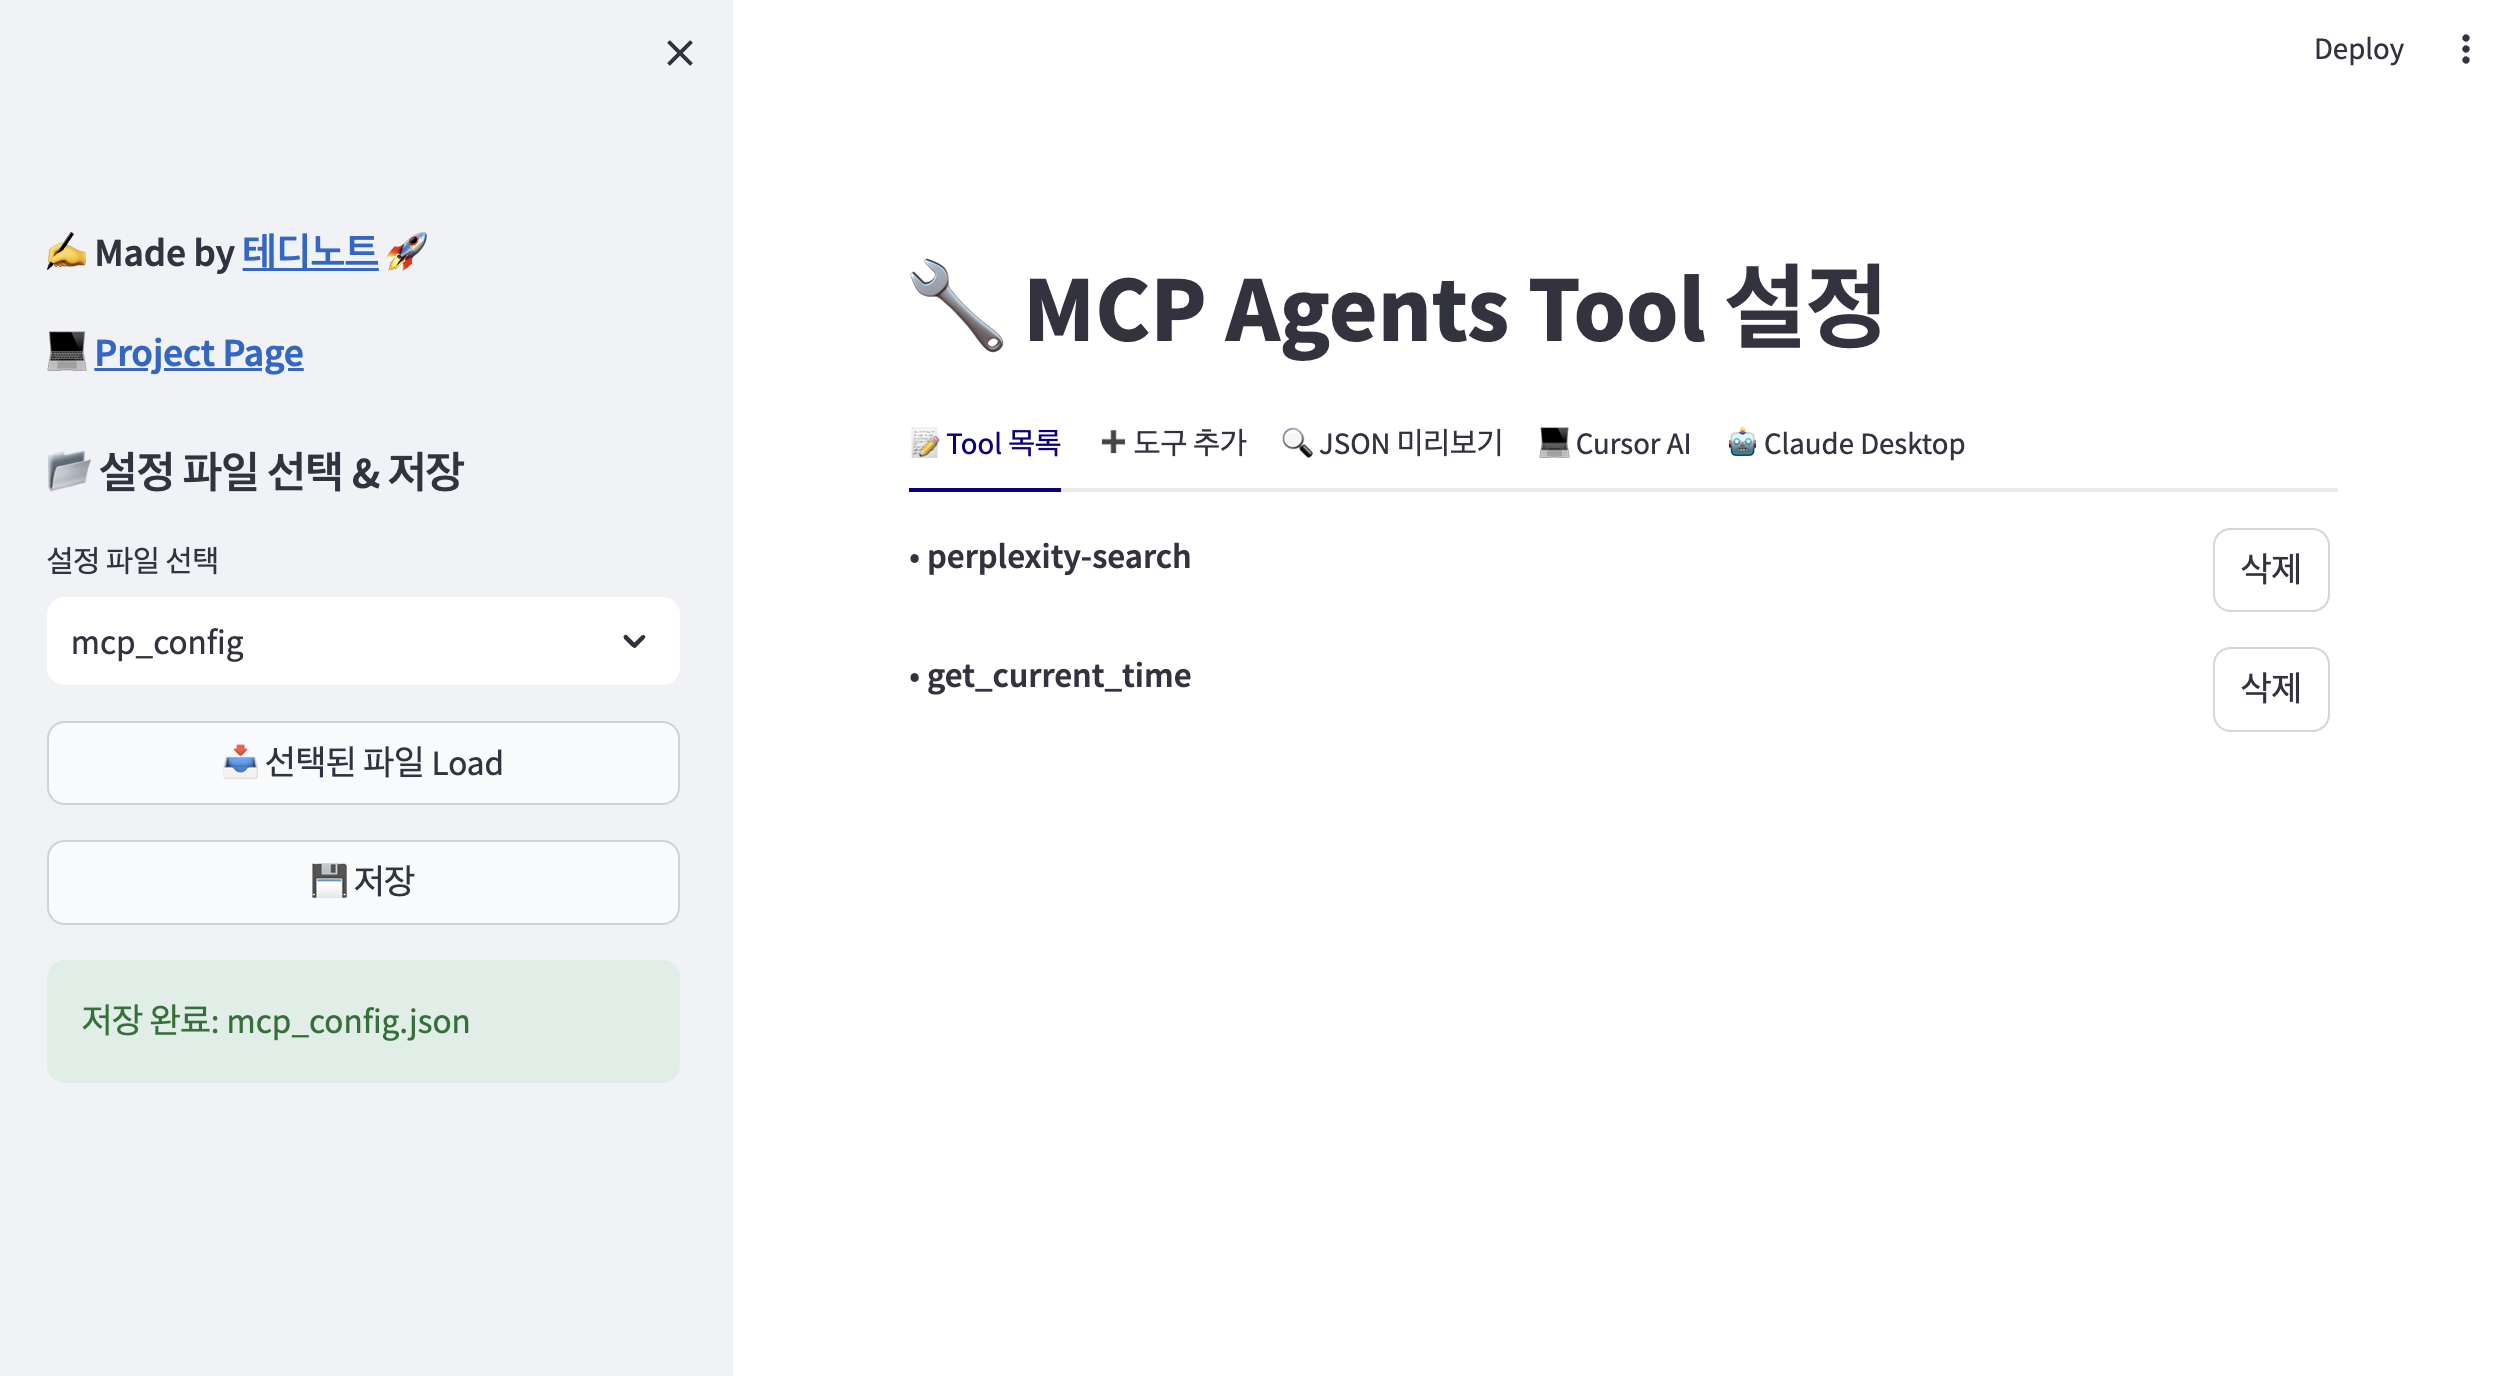 Deploy
✍️ Made by 테디노트 🚀
💻 Project Page
📂 설정 파일 선택 & 저장
설정 파일 선택
mcp_config
📥 선택된 파일 Load
💾 저장
저장 완료: mcp_config.json
🔧 MCP Agents Tool 설정
📝 Tool 목록 ➕ 도구 추가 🔍 JSON 미리보기 💻 Cursor AI 🤖 Claude Desktop
• perplexity-search 삭제
• get_current_time 삭제